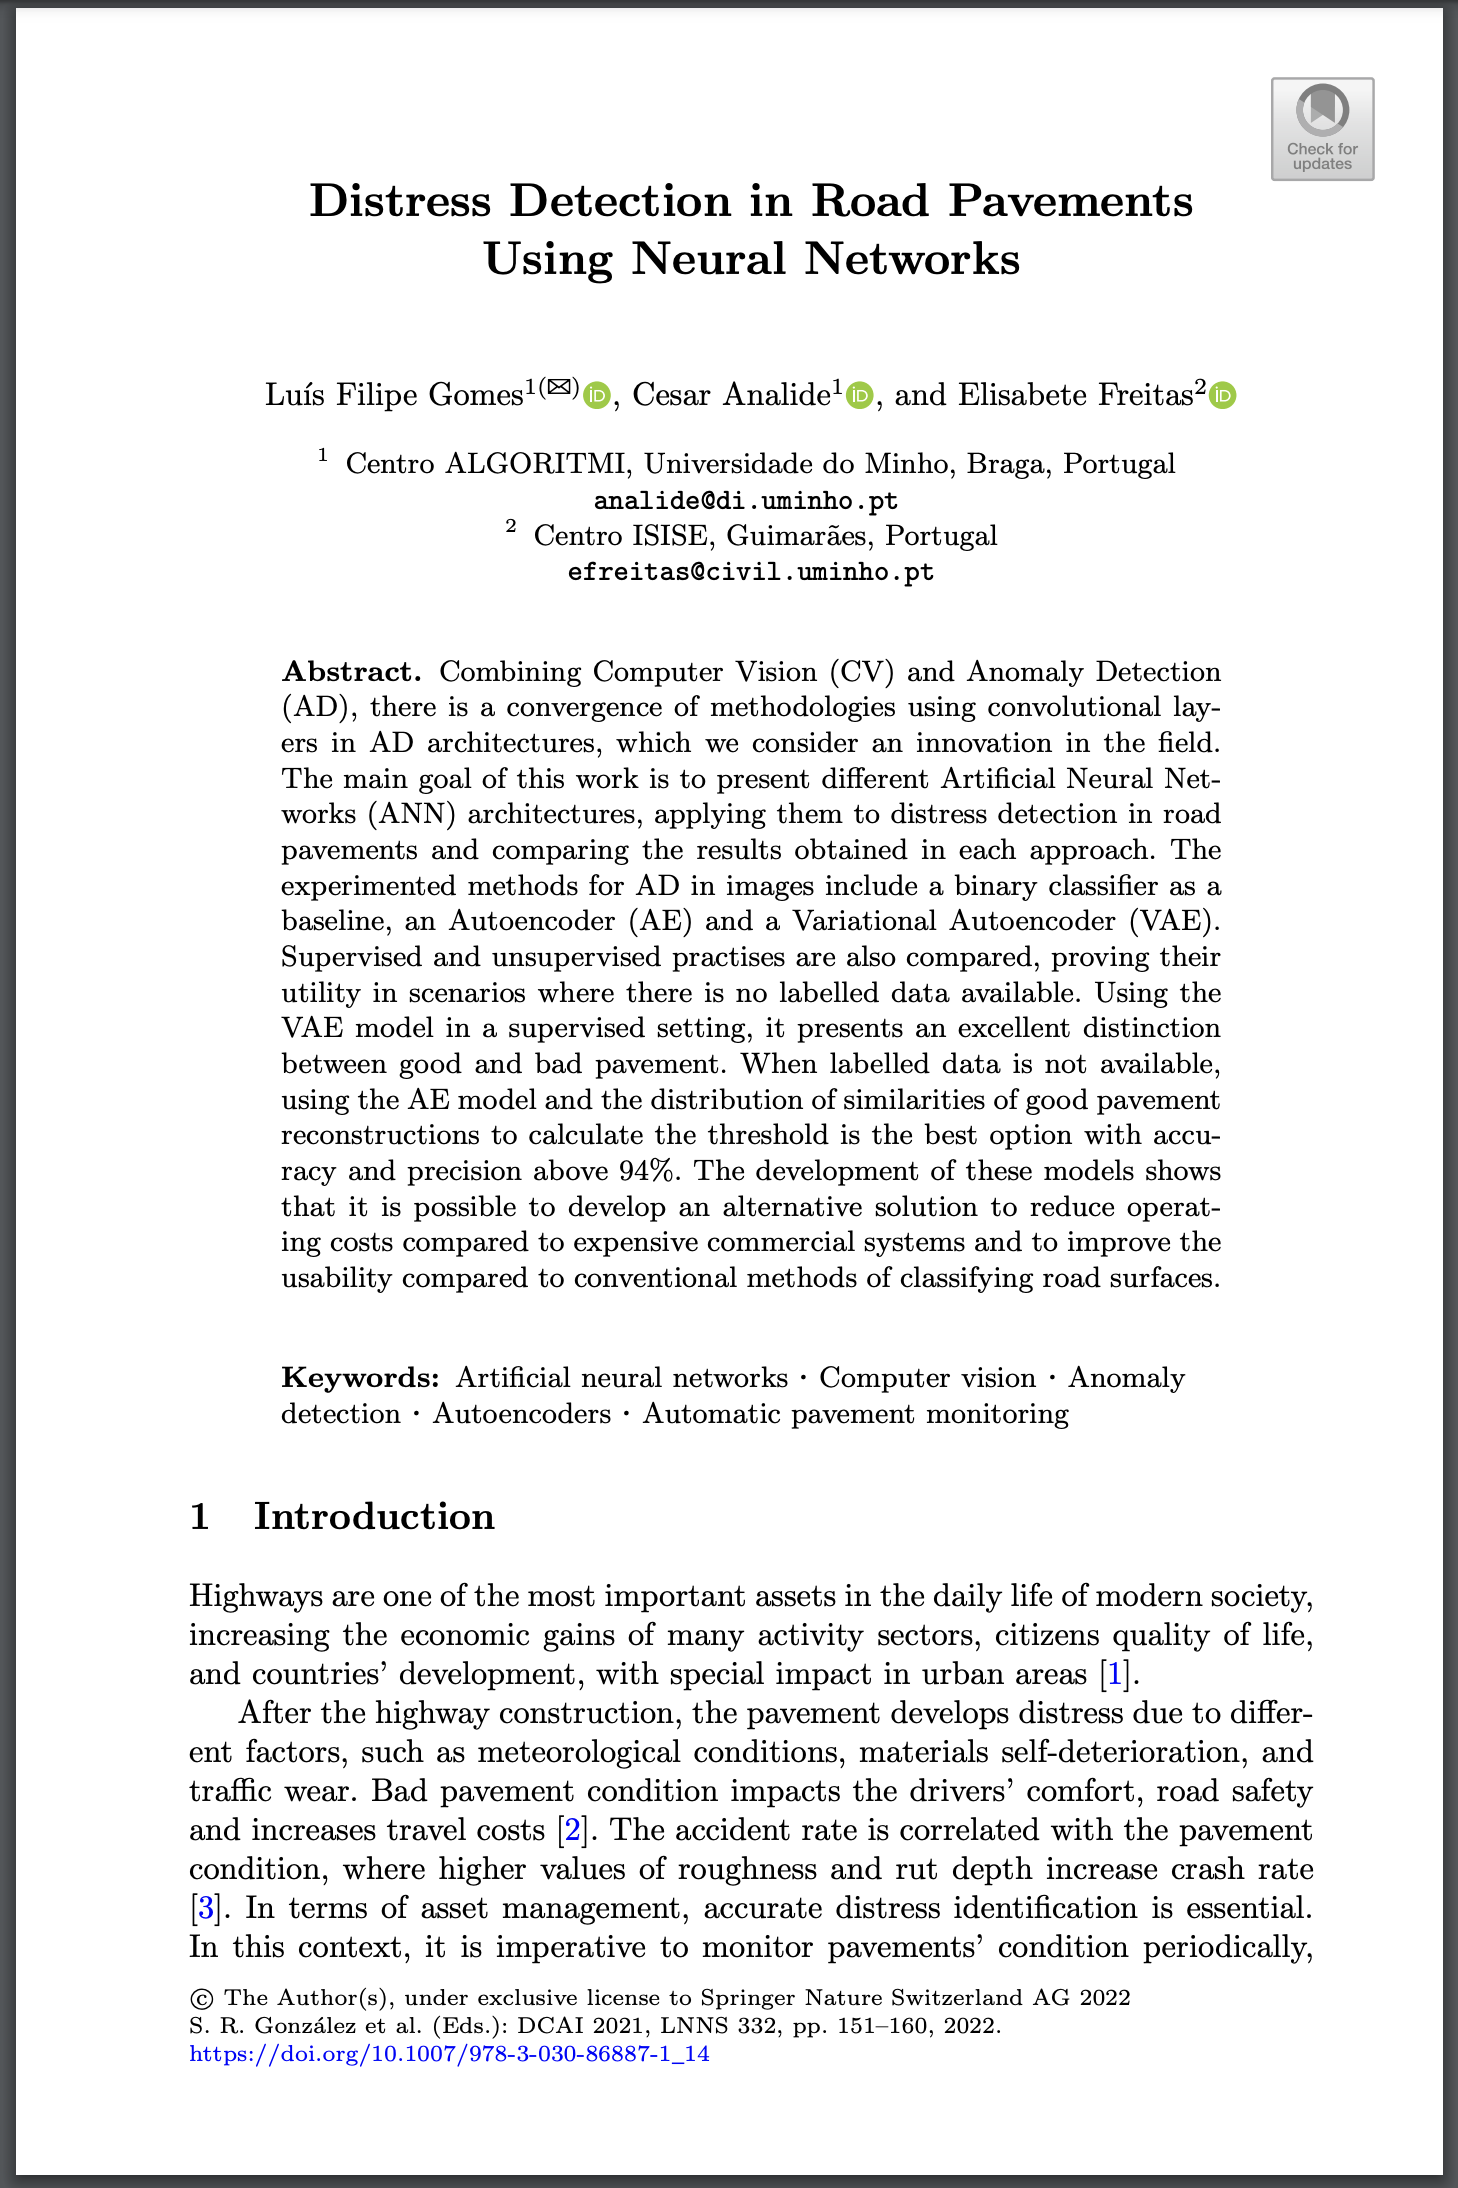 Check for
updates
Distress Detection in Road Pavements
Using Neural Networks
Luís Filipe Gomes1(✉)iD, Cesar Analide1iD, and Elisabete Freitas2iD
1 Centro ALGORITMI, Universidade do Minho, Braga, Portugal
analide@di.uminho.pt
2 Centro ISISE, Guimarães, Portugal
efreitas@civil.uminho.pt
Abstract. Combining Computer Vision (CV) and Anomaly Detection
(AD), there is a convergence of methodologies using convolutional lay-
ers in AD architectures, which we consider an innovation in the field.
The main goal of this work is to present different Artificial Neural Net-
works (ANN) architectures, applying them to distress detection in road
pavements and comparing the results obtained in each approach. The
experimented methods for AD in images include a binary classifier as a
baseline, an Autoencoder (AE) and a Variational Autoencoder (VAE).
Supervised and unsupervised practises are also compared, proving their
utility in scenarios where there is no labelled data available. Using the
VAE model in a supervised setting, it presents an excellent distinction
between good and bad pavement. When labelled data is not available,
using the AE model and the distribution of similarities of good pavement
reconstructions to calculate the threshold is the best option with accu-
racy and precision above 94%. The development of these models shows
that it is possible to develop an alternative solution to reduce operat-
ing costs compared to expensive commercial systems and to improve the
usability compared to conventional methods of classifying road surfaces.
Keywords: Artificial neural networks · Computer vision · Anomaly
detection · Autoencoders · Automatic pavement monitoring
1 Introduction
Highways are one of the most important assets in the daily life of modern society,
increasing the economic gains of many activity sectors, citizens quality of life,
and countries' development, with special impact in urban areas [1].
After the highway construction, the pavement develops distress due to differ-
ent factors, such as meteorological conditions, materials self-deterioration, and
traffic wear. Bad pavement condition impacts the drivers' comfort, road safety
and increases travel costs [2]. The accident rate is correlated with the pavement
condition, where higher values of roughness and rut depth increase crash rate
[3]. In terms of asset management, accurate distress identification is essential.
In this context, it is imperative to monitor pavements' condition periodically,
© The Author(s), under exclusive license to Springer Nature Switzerland AG 2022
S. R. González et al. (Eds.): DCAI 2021, LNNS 332, pp. 151–160, 2022.
https://doi.org/10.1007/978-3-030-86887-1_14